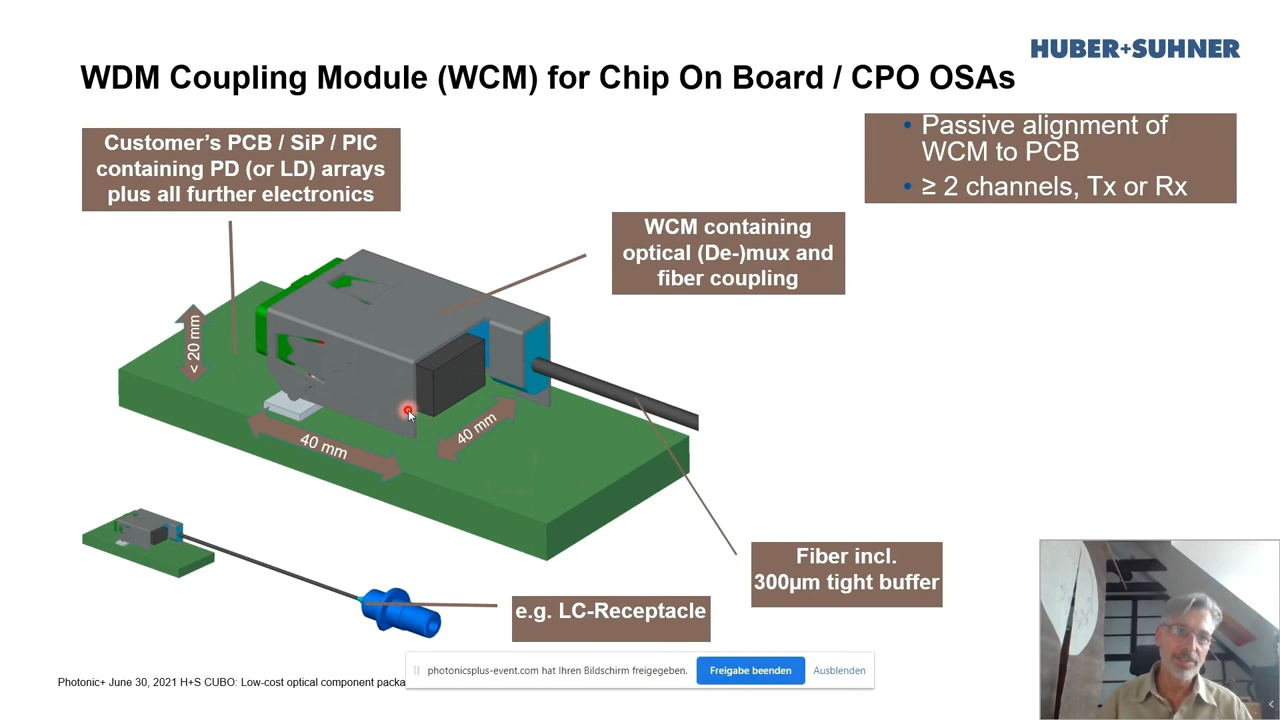 HUBER+SUHNER
WDM Coupling Module (WCM) for Chip On Board / CPO OSAs
Customer’s PCB / SiP / PIC
containing PD (or LD) arrays
plus all further electronics
• Passive alignment of
WCM to PCB
• ≥ 2 channels, Tx or Rx
WCM containing
optical (De-)mux and
fiber coupling
< 20 mm
40 mm
40 mm
Fiber incl.
300µm tight buffer
e.g. LC-Receptacle
photonicsplus-event.com hat Ihren Bildschirm freigegeben.
Freigabe beenden
Ausblenden
Photonic+ June 30, 2021 H+S CUBO: Low-cost optical component packa